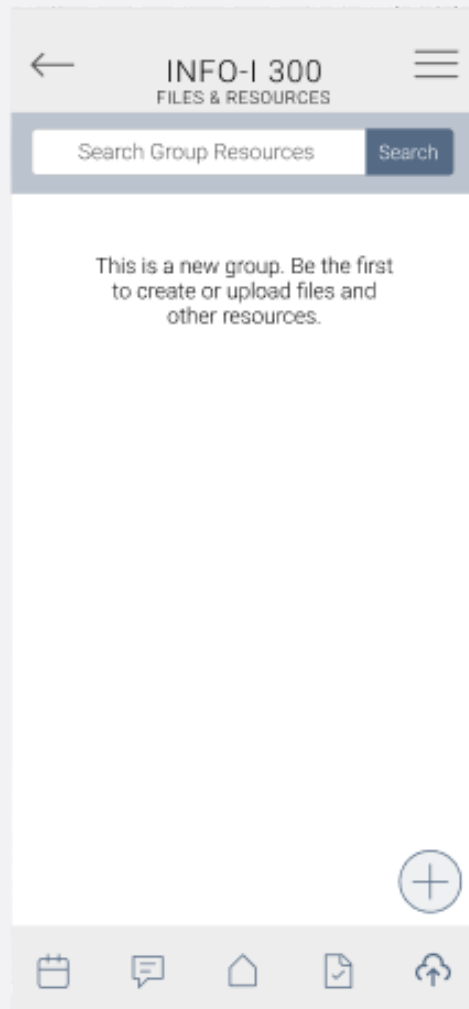 INFO-I 300
FILES & RESOURCES
Search Group Resources
Search
This is a new group. Be the first
to create or upload files and
other resources.